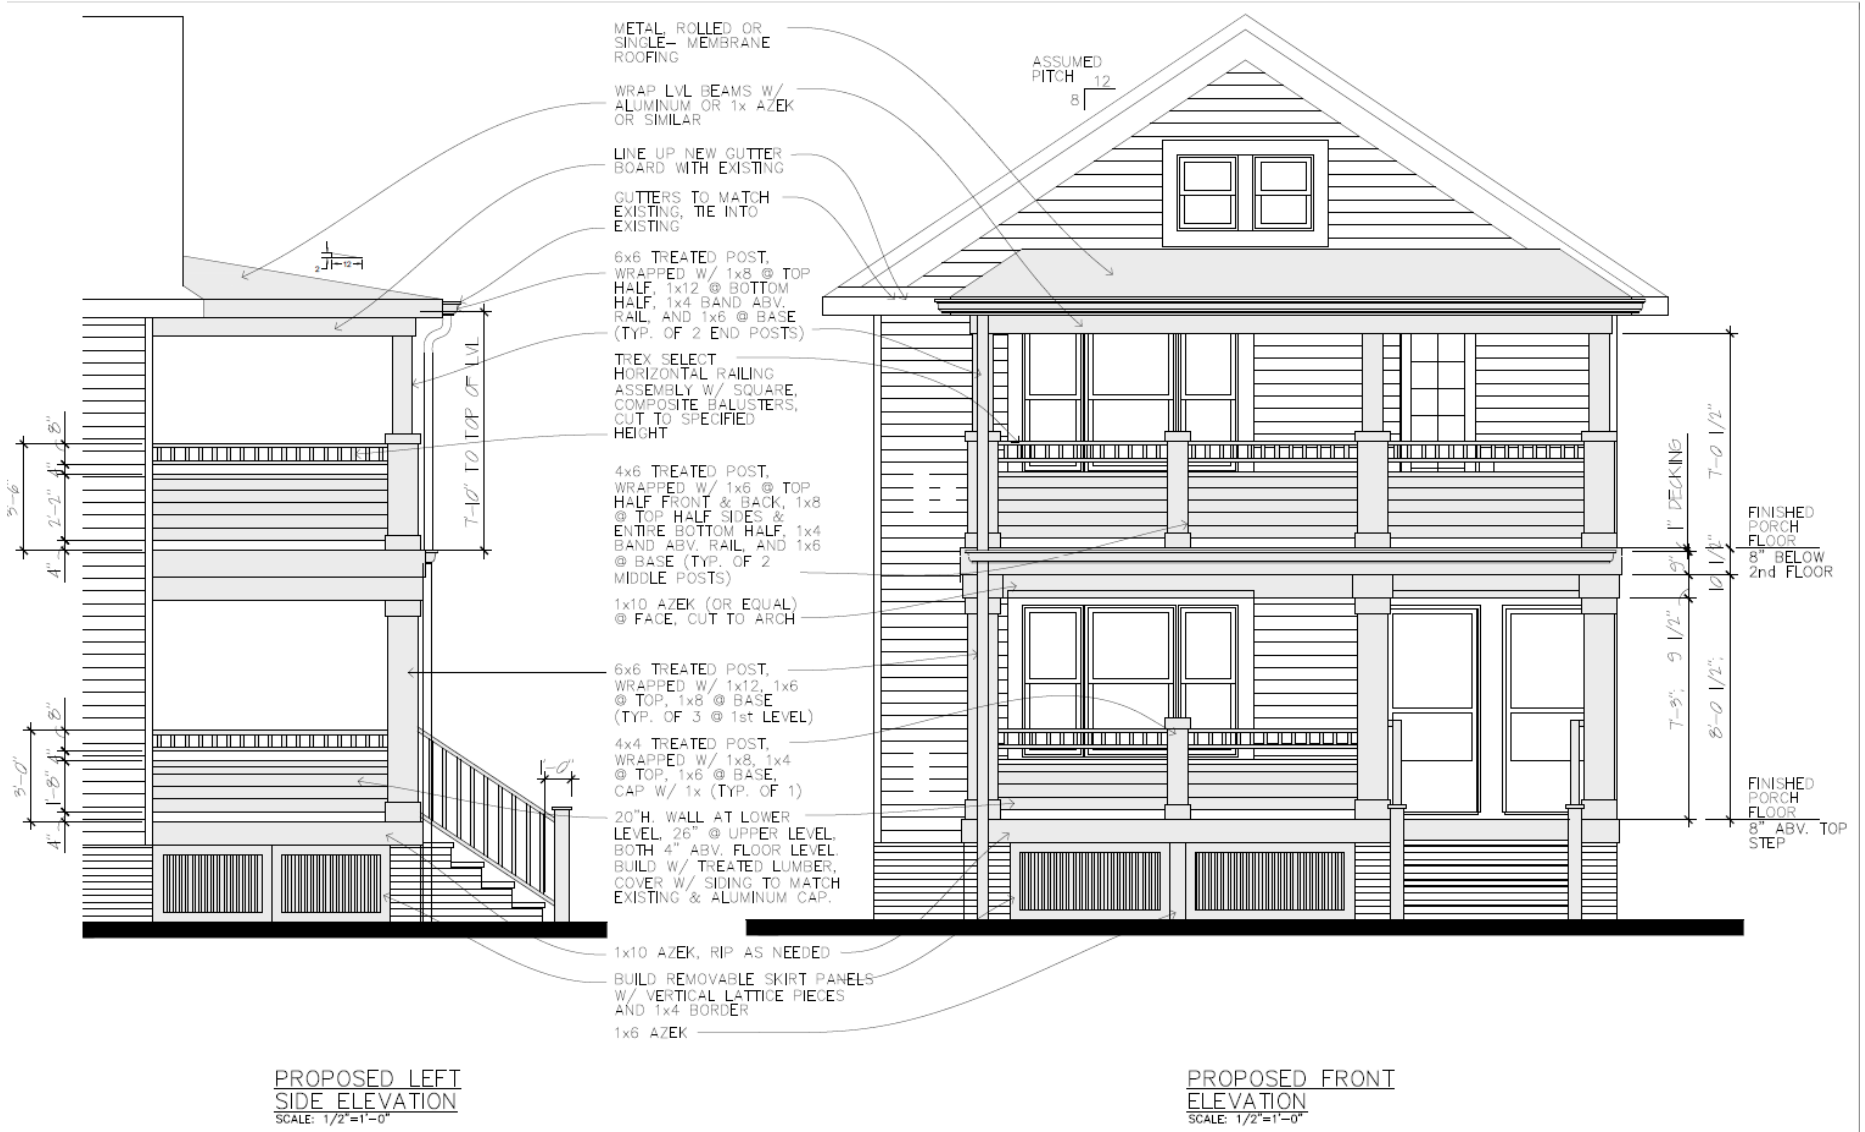 METAL, ROLLED OR
SINGLE- MEMBRANE
ROOFING
WRAP LVL BEAMS W/
ALUMINUM OR 1x AZEK
OR SIMILAR
LINE UP NEW GUTTER
BOARD WITH EXISTING
GUTTERS TO MATCH
EXISTING, TIE INTO
EXISTING
6x6 TREATED POST,
WRAPPED W/ 1x8 @ TOP
HALF, 1x12 @ BOTTOM
HALF, 1x4 BAND ABV.
RAIL, AND 1x6 @ BASE
(TYP. OF 2 END POSTS)
TREX SELECT
HORIZONTAL RAILING
ASSEMBLY W/ SQUARE,
COMPOSITE BALUSTERS,
CUT TO SPECIFIED
HEIGHT
4x6 TREATED POST,
WRAPPED W/ 1x6 @ TOP
HALF FRONT & BACK, 1x8
@ TOP HALF SIDES &
ENTIRE BOTTOM HALF, 1x4
BAND ABV. RAIL, AND 1x6
@ BASE (TYP. OF 2
MIDDLE POSTS)
1x10 AZEK (OR EQUAL)
@ FACE, CUT TO ARCH
6x6 TREATED POST,
WRAPPED W/ 1x12, 1x6
@ TOP, 1x8 @ BASE
(TYP. OF 3 @ 1st LEVEL)
4x4 TREATED POST,
WRAPPED W/ 1x8, 1x4
@ TOP, 1x6 @ BASE,
CAP W/ 1x (TYP. OF 1)
20"H. WALL AT LOWER
LEVEL, 26" @ UPPER LEVEL,
BOTH 4" ABV. FLOOR LEVEL.
BUILD W/ TREATED LUMBER,
COVER W/ SIDING TO MATCH
EXISTING & ALUMINUM CAP.
1x10 AZEK, RIP AS NEEDED
BUILD REMOVABLE SKIRT PANELS
W/ VERTICAL LATTICE PIECES
AND 1x4 BORDER
1x6 AZEK
2
12
7'-10" TO TOP OF LVL
8"
4"
2'-2"
3'-6"
4"
8"
4"
1'-8"
3'-0"
4"
1'-0"
PROPOSED LEFT
SIDE ELEVATION
SCALE: 1/2"=1'-0"
ASSUMED
PITCH
12
8
7'-0 1/2"
1" DECKING
9"
10 1/2"
9 1/2"
7'-3"
8'-0 1/2"
FINISHED
PORCH
FLOOR
8" BELOW
2nd FLOOR
FINISHED
PORCH
FLOOR
8" ABV. TOP
STEP
PROPOSED FRONT
ELEVATION
SCALE: 1/2"=1'-0"